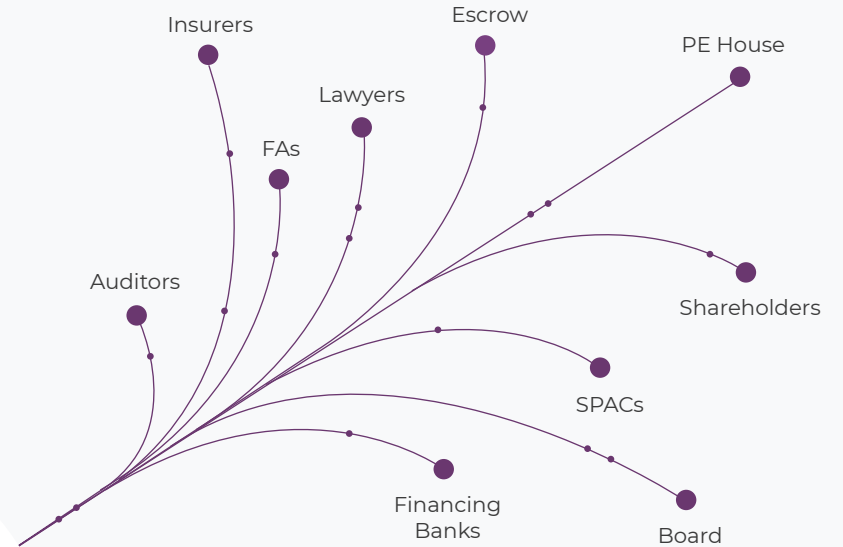 Escrow
Insurers
PE House
Lawyers
FAs
Auditors
Shareholders
SPACs
Financing
Banks
Board